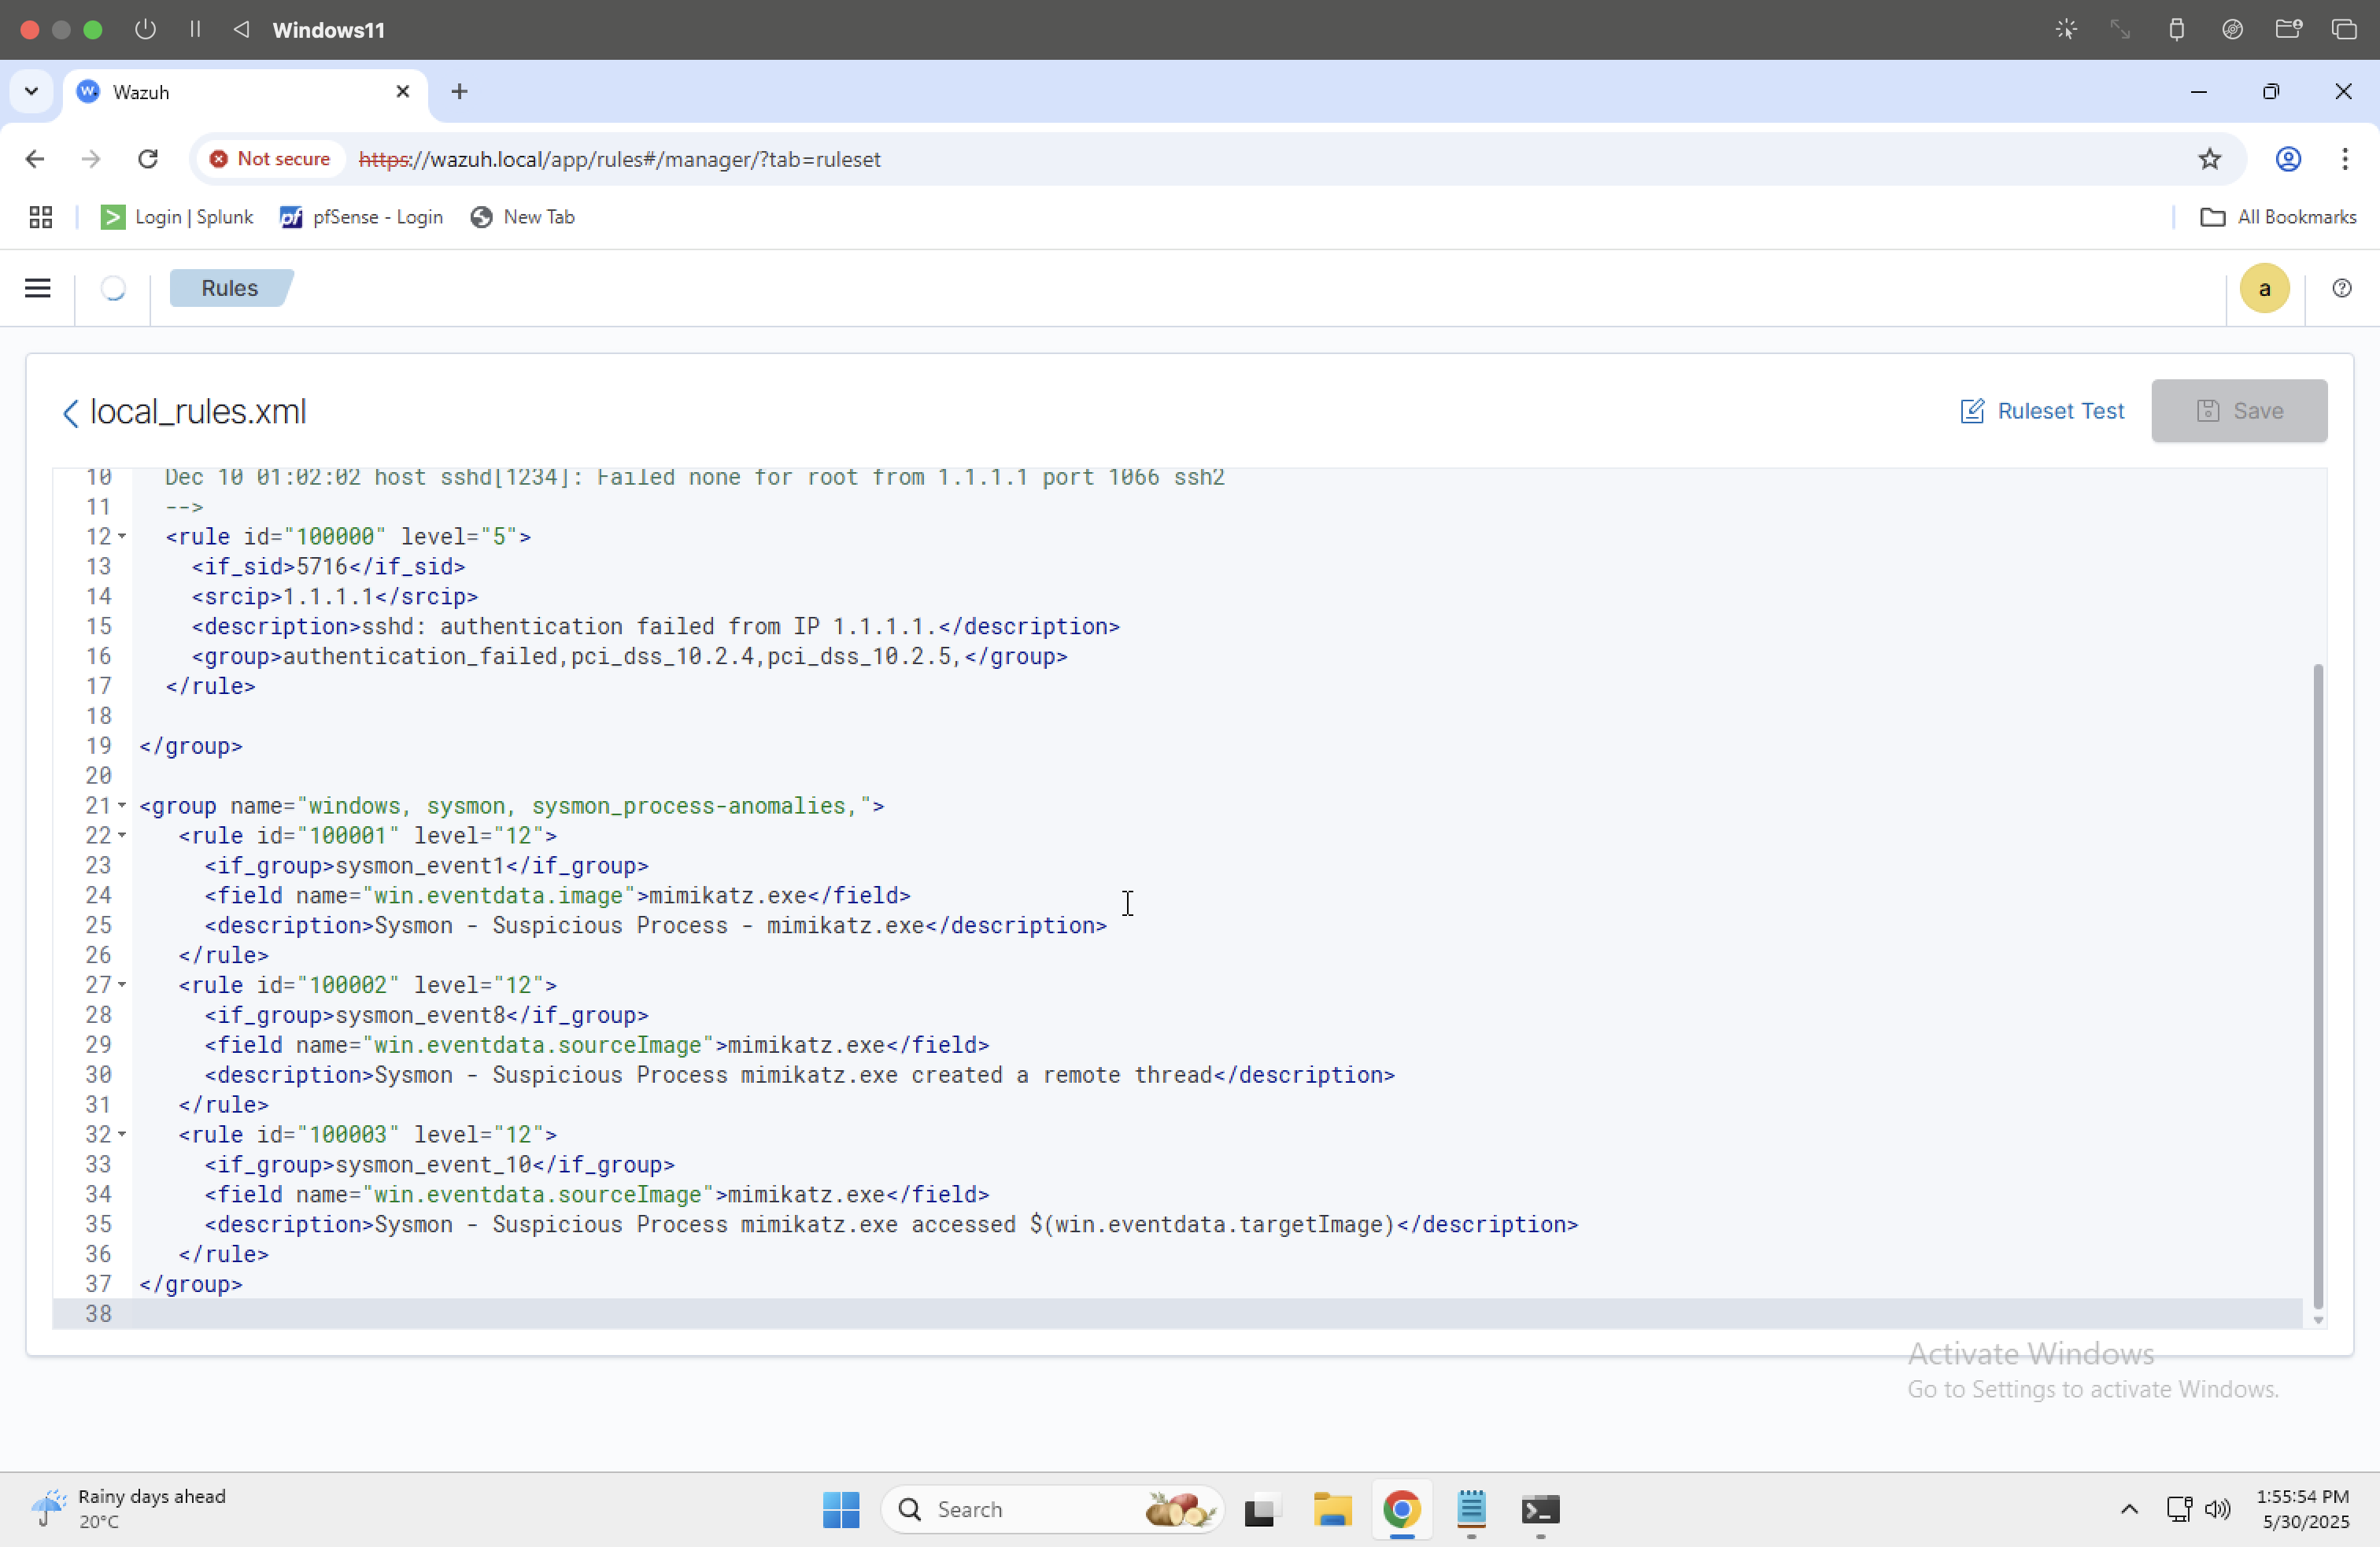 Windows11
Wazuh
Not secure https://wazuh.local/app/rules#/manager/?tab=ruleset
Login | Splunk pfSense - Login New Tab All Bookmarks
Rules a
local_rules.xml Ruleset Test Save
10 Dec 10 01:02:02 host sshd[1234]: Failed none for root from 1.1.1.1 port 1066 ssh2
11 -->
12 <rule id="100000" level="5">
13 <if_sid>5716</if_sid>
14 <srcip>1.1.1.1</srcip>
15 <description>sshd: authentication failed from IP 1.1.1.1.</description>
16 <group>authentication_failed,pci_dss_10.2.4,pci_dss_10.2.5,</group>
17 </rule>
18
19 </group>
20
21 <group name="windows, sysmon, sysmon_process-anomalies,">
22 <rule id="100001" level="12">
23 <if_group>sysmon_event1</if_group>
24 <field name="win.eventdata.image">mimikatz.exe</field>
25 <description>Sysmon - Suspicious Process - mimikatz.exe</description>
26 </rule>
27 <rule id="100002" level="12">
28 <if_group>sysmon_event8</if_group>
29 <field name="win.eventdata.sourceImage">mimikatz.exe</field>
30 <description>Sysmon - Suspicious Process mimikatz.exe created a remote thread</description>
31 </rule>
32 <rule id="100003" level="12">
33 <if_group>sysmon_event_10</if_group>
34 <field name="win.eventdata.sourceImage">mimikatz.exe</field>
35 <description>Sysmon - Suspicious Process mimikatz.exe accessed $(win.eventdata.targetImage)</description>
36 </rule>
37 </group>
38
Activate Windows
Go to Settings to activate Windows.
Rainy days ahead
20°C
Search
1:55:54 PM
5/30/2025